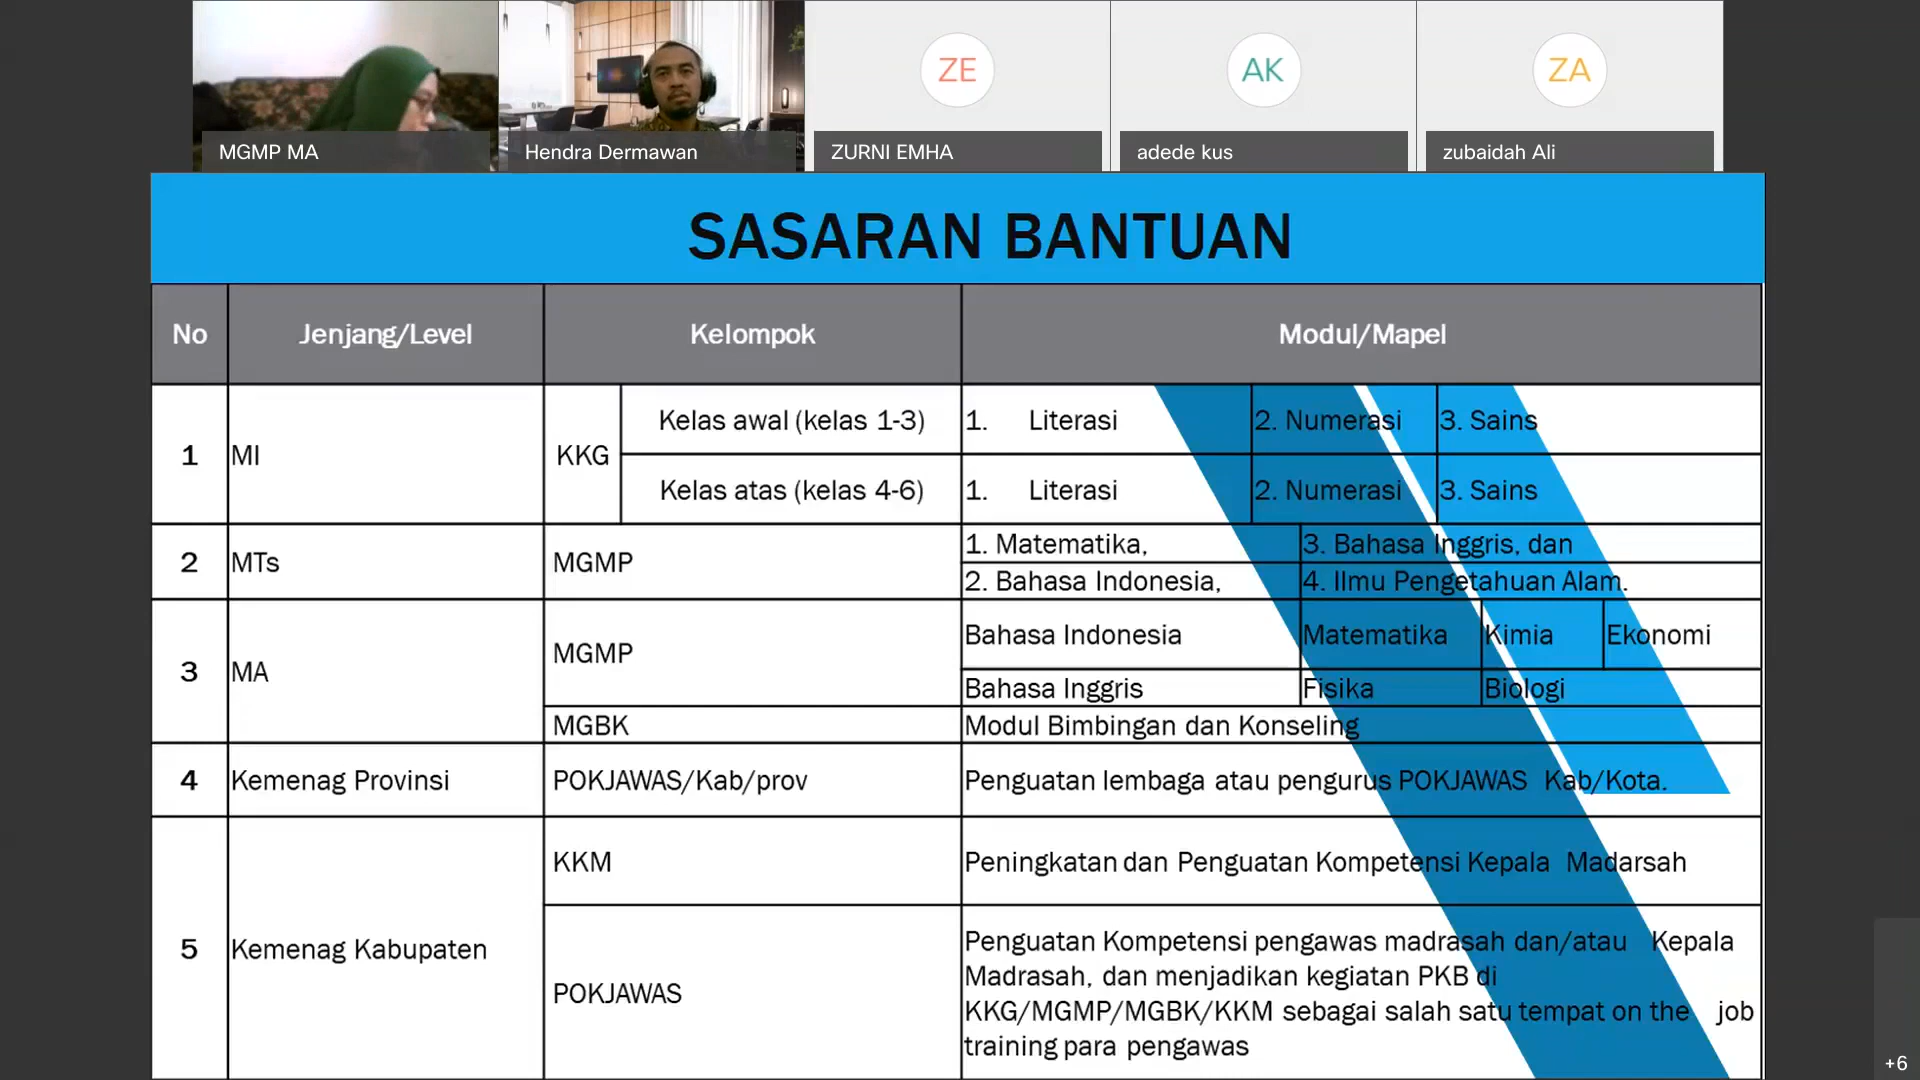 ZE
AK
ZA
MGMP MA
Hendra Dermawan
ZURNI EMHA
adede kus
zubaidah Ali
SASARAN BANTUAN
No Jenjang/Level Kelompok Modul/Mapel
1 MI KKG Kelas awal (kelas 1-3) 1. Literasi 2. Numerasi 3. Sains
Kelas atas (kelas 4-6) 1. Literasi 2. Numerasi 3. Sains
2 MTs MGMP 1. Matematika, 3. Bahasa Inggris, dan
2. Bahasa Indonesia, 4. Ilmu Pengetahuan Alam.
3 MA MGMP Bahasa Indonesia Matematika Kimia Ekonomi
Bahasa Inggris Fisika Biologi
MGBK Modul Bimbingan dan Konseling
4 Kemenag Provinsi POKJAWAS/Kab/prov Penguatan lembaga atau pengurus POKJAWAS Kab/Kota.
5 Kemenag Kabupaten KKM Peningkatan dan Penguatan Kompetensi Kepala Madarsah
POKJAWAS Penguatan Kompetensi pengawas madrasah dan/atau Kepala
Madrasah, dan menjadikan kegiatan PKB di
KKG/MGMP/MGBK/KKM sebagai salah satu tempat on the job
training para pengawas
+6